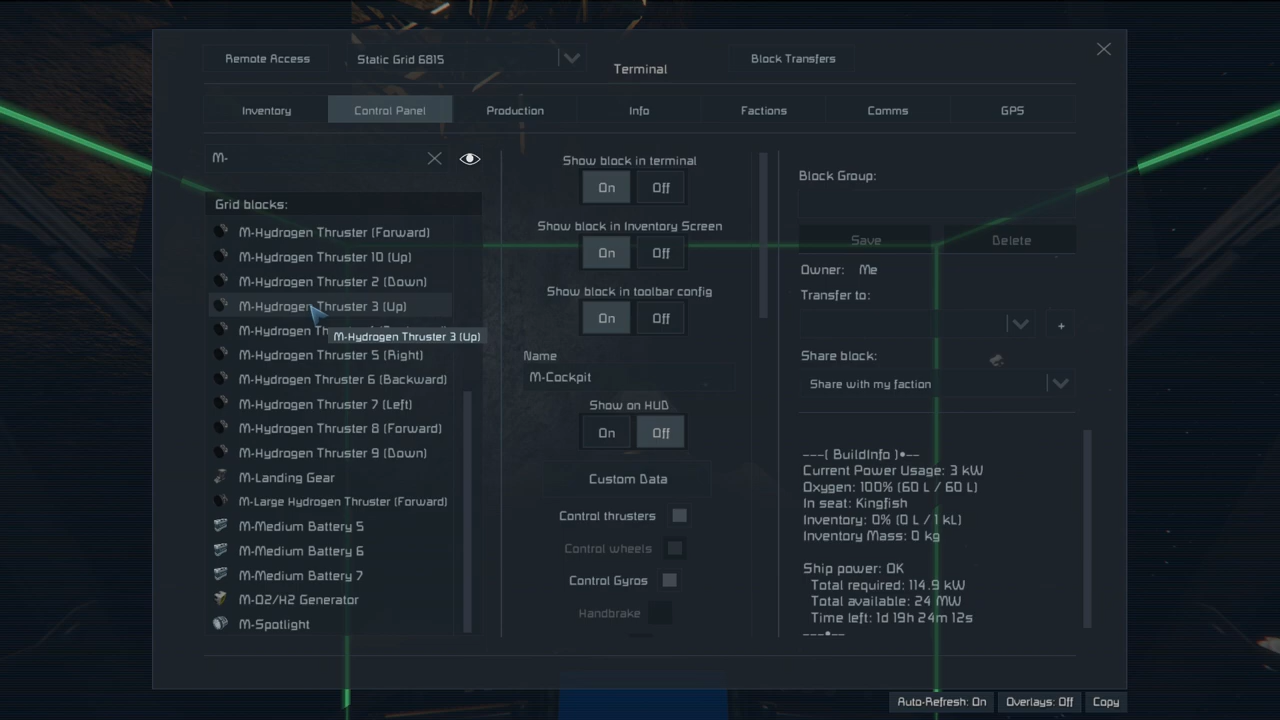 Remote Access
Static Grid 6815
Terminal
Block Transfers
Inventory
Control Panel
Production
Info
Factions
Comms
GPS
M-
Grid blocks:
M-Hydrogen Thruster (Forward)
M-Hydrogen Thruster 10 (Up)
M-Hydrogen Thruster 2 (Down)
M-Hydrogen Thruster 3 (Up)
M-Hydrogen Th
M-Hydrogen Thruster 3 (Up)
M-Hydrogen Thruster 5 (Right)
M-Hydrogen Thruster 6 (Backward)
M-Hydrogen Thruster 7 (Left)
M-Hydrogen Thruster 8 (Forward)
M-Hydrogen Thruster 9 (Down)
M-Landing Gear
M-Large Hydrogen Thruster (Forward)
M-Medium Battery 5
M-Medium Battery 6
M-Medium Battery 7
M-O2/H2 Generator
M-Spotlight
Show block in terminal
On Off
Show block in Inventory Screen
On Off
Show block in toolbar config
On Off
Name
M-Cockpit
Show on HUD
On Off
Custom Data
Control thrusters
Control wheels
Control Gyros
Handbrake
Block Group:
Save Delete
Owner: Me
Transfer to:
+
Share block:
Share with my faction
---( BuildInfo )•--
Current Power Usage: 3 kW
Oxygen: 100% (60 L / 60 L)
In seat: Kingfish
Inventory: 0% (0 L / 1 kL)
Inventory Mass: 0 kg
Ship power: OK
Total required: 114.9 kW
Total available: 24 MW
Time left: 1d 19h 24m 12s
---•--
Auto-Refresh: On
Overlays: Off
Copy